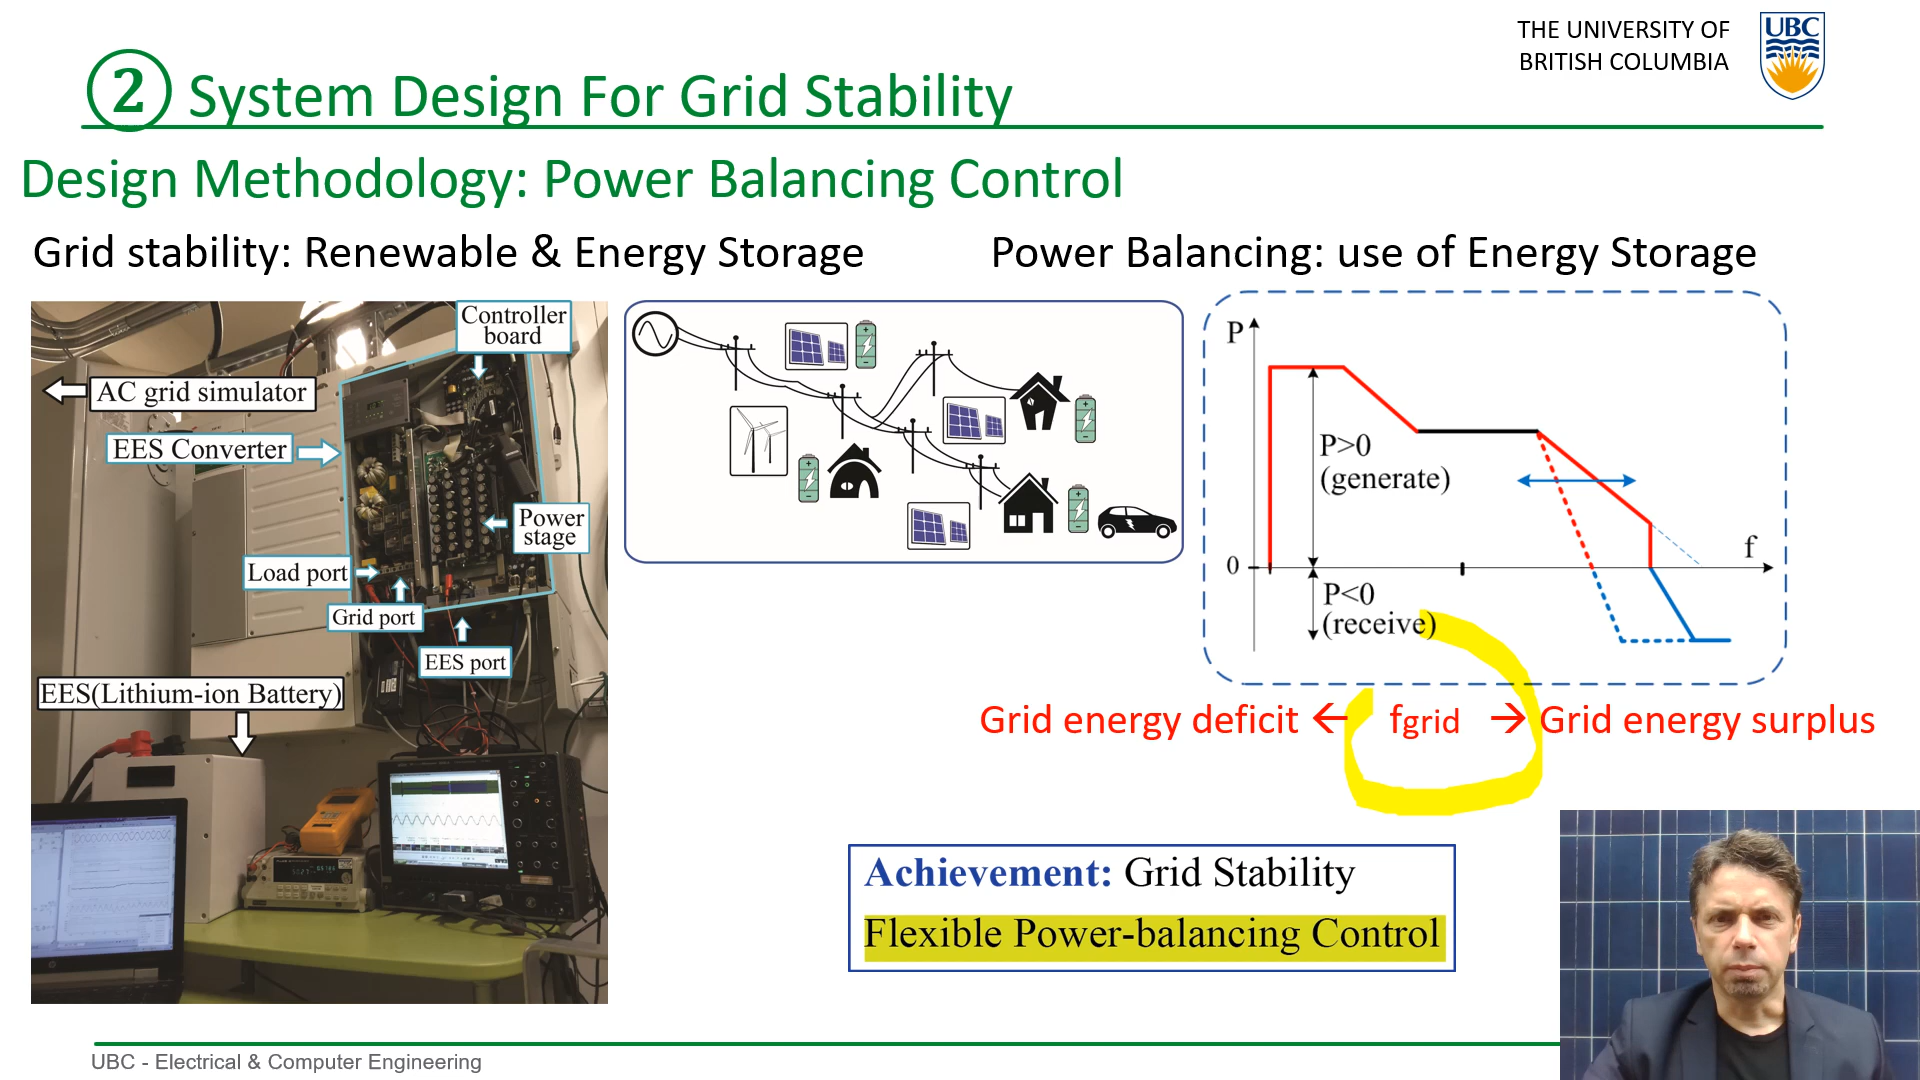 THE UNIVERSITY OF
BRITISH COLUMBIA
UBC
2 System Design For Grid Stability
Design Methodology: Power Balancing Control
Grid stability: Renewable & Energy Storage
Power Balancing: use of Energy Storage
Controller
board
AC grid simulator
EES Converter
Power
stage
Load port
Grid port
EES port
EES(Lithium-ion Battery)
P
P>0
(generate)
f
0
P<0
(receive)
Grid energy deficit ← fgrid → Grid energy surplus
Achievement: Grid Stability
Flexible Power-balancing Control
UBC - Electrical & Computer Engineering